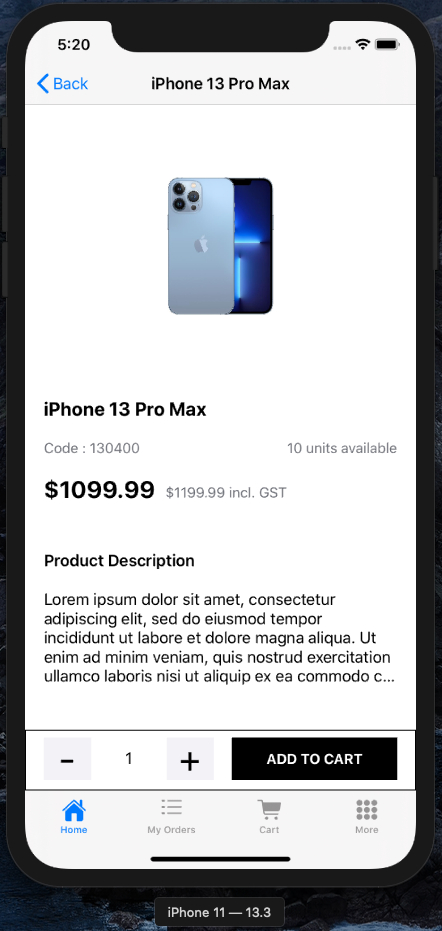 5:20
Back
iPhone 13 Pro Max
iPhone 13 Pro Max
Code : 130400
10 units available
$1099.99
$1199.99 incl. GST
Product Description
Lorem ipsum dolor sit amet, consectetur
adipiscing elit, sed do eiusmod tempor
incididunt ut labore et dolore magna aliqua. Ut
enim ad minim veniam, quis nostrud exercitation
ullamco laboris nisi ut aliquip ex ea commodo c...
- 1 + ADD TO CART
Home
My Orders
Cart
More
iPhone 11 — 13.3